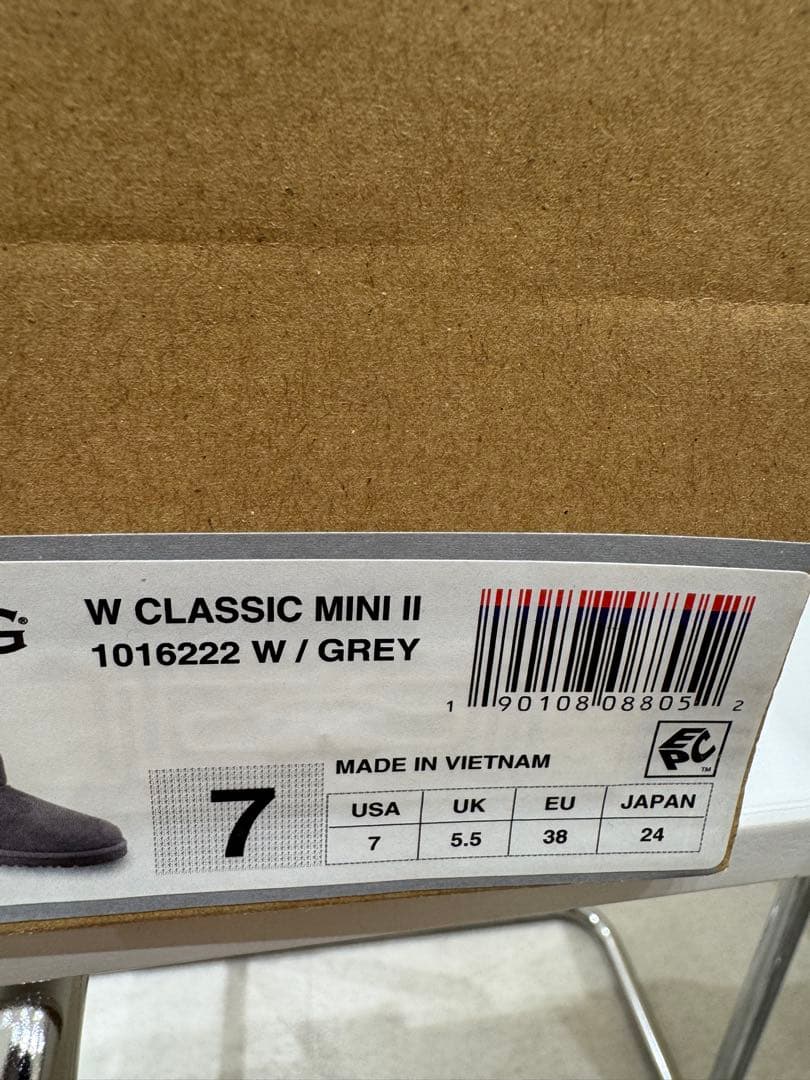 G®
W CLASSIC MINI II
1016222 W / GREY
1 90108 08805 2
EPC™
MADE IN VIETNAM
7
USA UK EU JAPAN
7 5.5 38 24